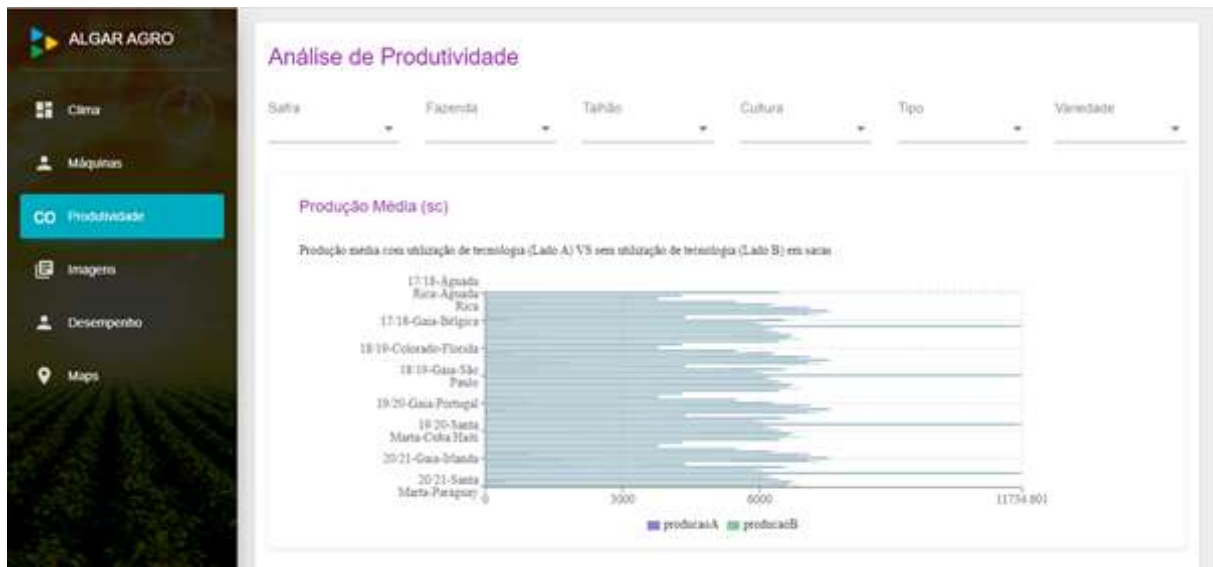 ALGAR AGRO
Clima
Máquinas
CO Produtividade
Imagens
Desempenho
Maps
Análise de Produtividade
Safra Fazenda Talhão Cultura Tipo Variedade
Produção Média (sc)
Produção média com utilização de tecnologia (Lado A) VS sem utilização de tecnologia (Lado B) em sacas
17/18-Aguada
Rica-Aguada
Rica
17/18-Gaia-Bélgica
18/19-Colorado-Florida
18/19-Gaia-São
Paulo
19/20-Gaia-Portugal
19/20-Santa
Marta-Cuba Haiti
20/21-Gaia-Irlanda
20/21-Santa
Marta-Paraguay
0 3000 6000 11754.801
producaoA producaoB